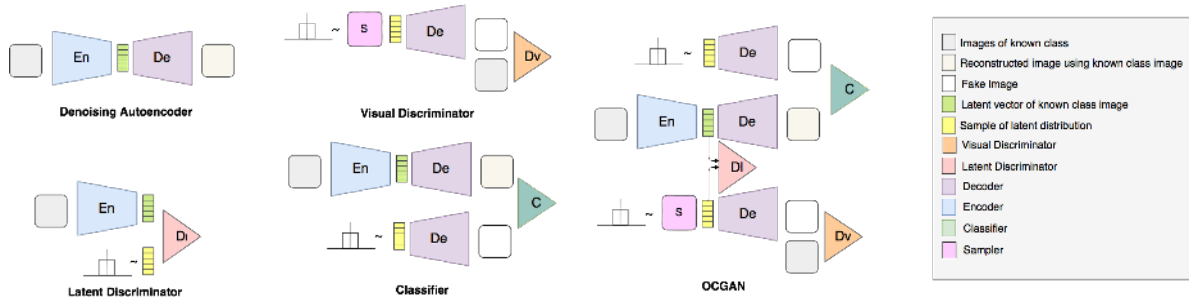 En
De
Denoising Autoencoder
~
S
De
Dv
Visual Discriminator
En
Dl
~
Latent Discriminator
En
De
C
~
De
Classifier
~
De
C
En
De
Dl
~
S
De
Dv
OCGAN
Images of known class
Reconstructed image using known class image
Fake Image
Latent vector of known class image
Sample of latent distribution
Visual Discriminator
Latent Discriminator
Decoder
Encoder
Classifier
Sampler